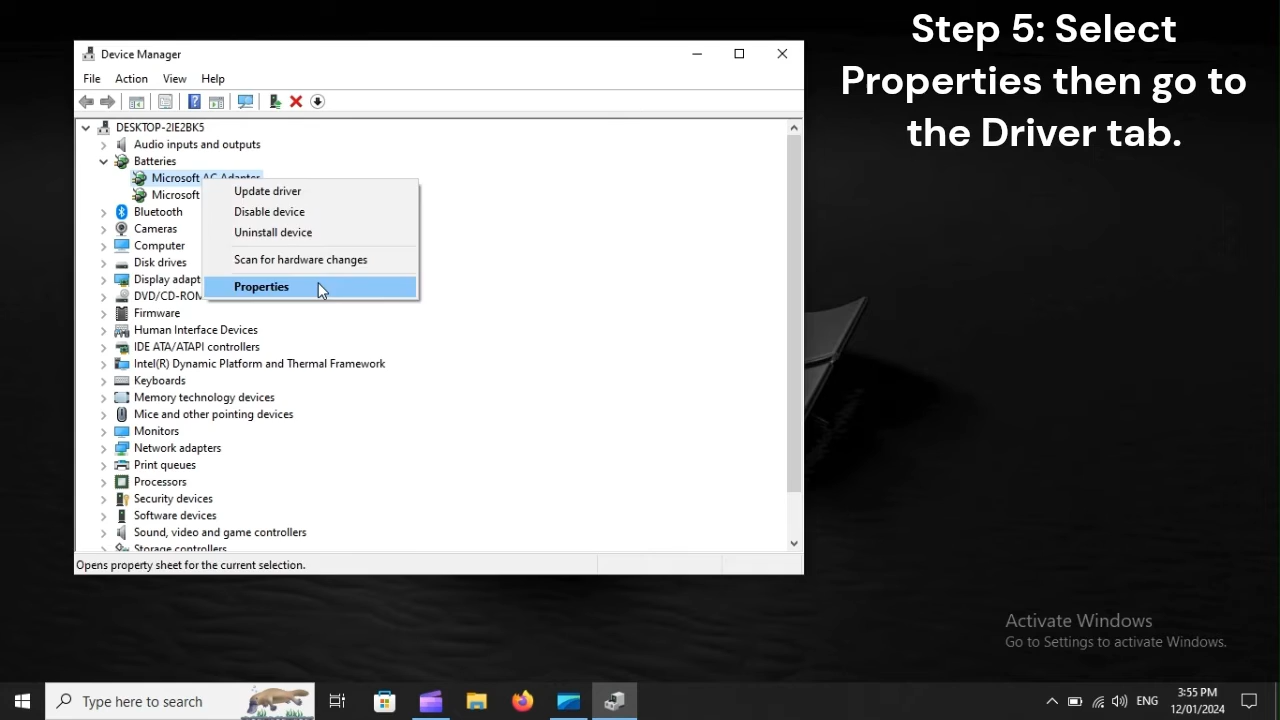 Step 5: Select
Properties then go to
the Driver tab.
Device Manager
File Action View Help
DESKTOP-2IE2BK5
Audio inputs and outputs
Batteries
Microsoft AC Adapter
Microsoft
Update driver
Disable device
Uninstall device
Scan for hardware changes
Properties
Bluetooth
Cameras
Computer
Disk drives
Display adapt
DVD/CD-ROM
Firmware
Human Interface Devices
IDE ATA/ATAPI controllers
Intel(R) Dynamic Platform and Thermal Framework
Keyboards
Memory technology devices
Mice and other pointing devices
Monitors
Network adapters
Print queues
Processors
Security devices
Software devices
Sound, video and game controllers
Storage controllers
Opens property sheet for the current selection.
Activate Windows
Go to Settings to activate Windows.
Type here to search
ENG
3:55 PM
12/01/2024